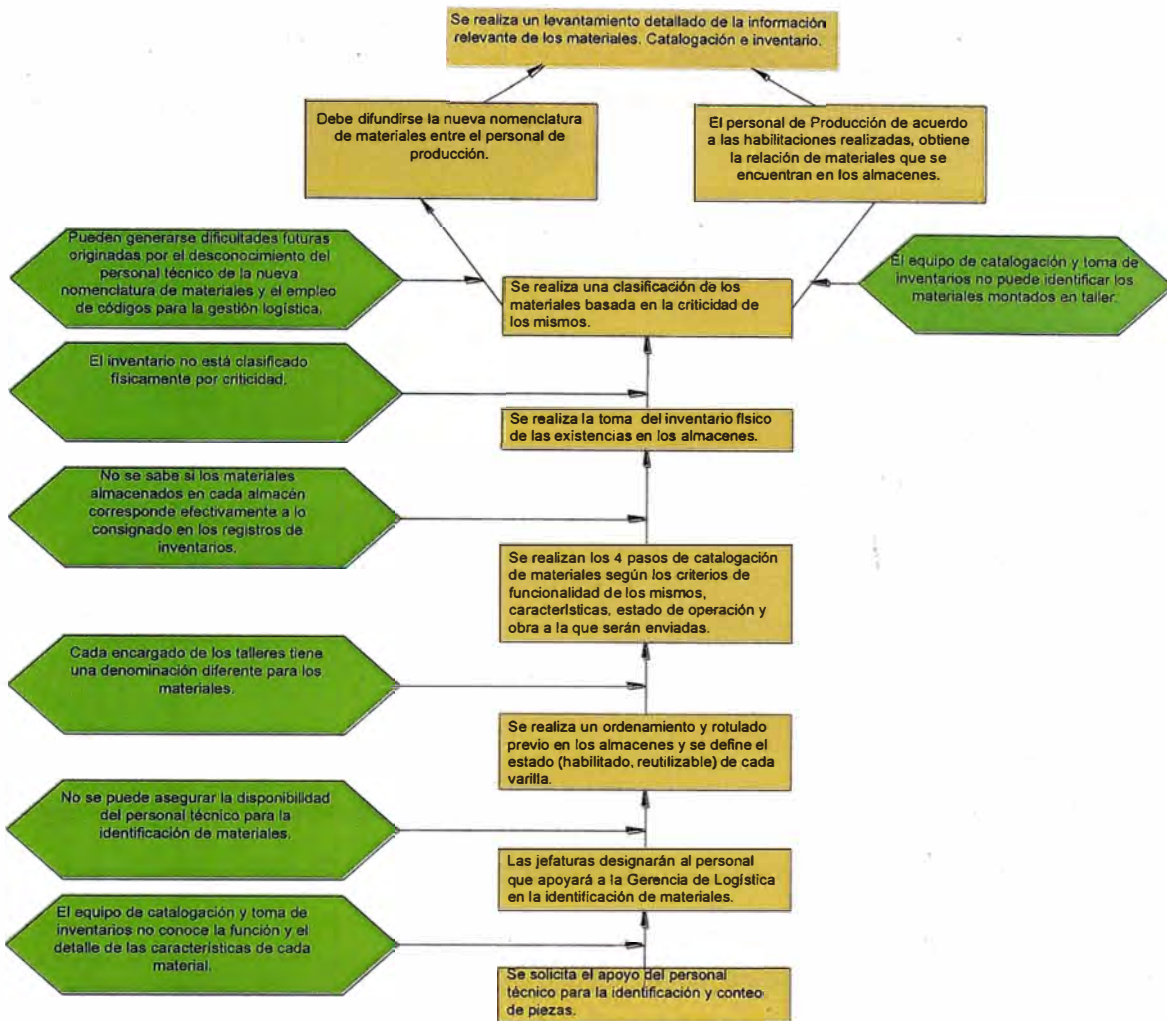 Se realiza un levantamiento detallado de la información
relevante de los materiales. Catalogación e inventario.
Debe difundirse la nueva nomenclatura
de materiales entre el personal de
producción.
El personal de Producción de acuerdo
a las habilitaciones realizadas, obtiene
la relación de materiales que se
encuentran en los almacenes.
Pueden generarse dificultades futuras
originadas por el desconocimiento del
personal técnico de la nueva
nomenclatura de materiales y el empleo
de códigos para la gestión logística.
Se realiza una clasificación de los
materiales basada en la criticidad de
los mismos.
El equipo de catalogación y toma de
inventarios no puede identificar los
materiales montados en taller.
El inventario no está clasificado
físicamente por criticidad.
Se realiza la toma del inventario físico
de las existencias en los almacenes.
No se sabe si los materiales
almacenados en cada almacén
corresponde efectivamente a lo
consignado en los registros de
inventarios.
Se realizan los 4 pasos de catalogación
de materiales según los criterios de
funcionalidad de los mismos,
características, estado de operación y
obra a la que serán enviadas.
Cada encargado de los talleres tiene
una denominación diferente para los
materiales.
Se realiza un ordenamiento y rotulado
previo en los almacenes y se define el
estado (habilitado, reutilizable) de cada
varilla.
No se puede asegurar la disponibilidad
del personal técnico para la
identificación de materiales.
Las jefaturas designarán al personal
que apoyará a la Gerencia de Logística
en la identificación de materiales.
El equipo de catalogación y toma de
inventarios no conoce la función y el
detalle de las características de cada
material.
Se solicita el apoyo del personal
técnico para la identificación y conteo
de piezas.